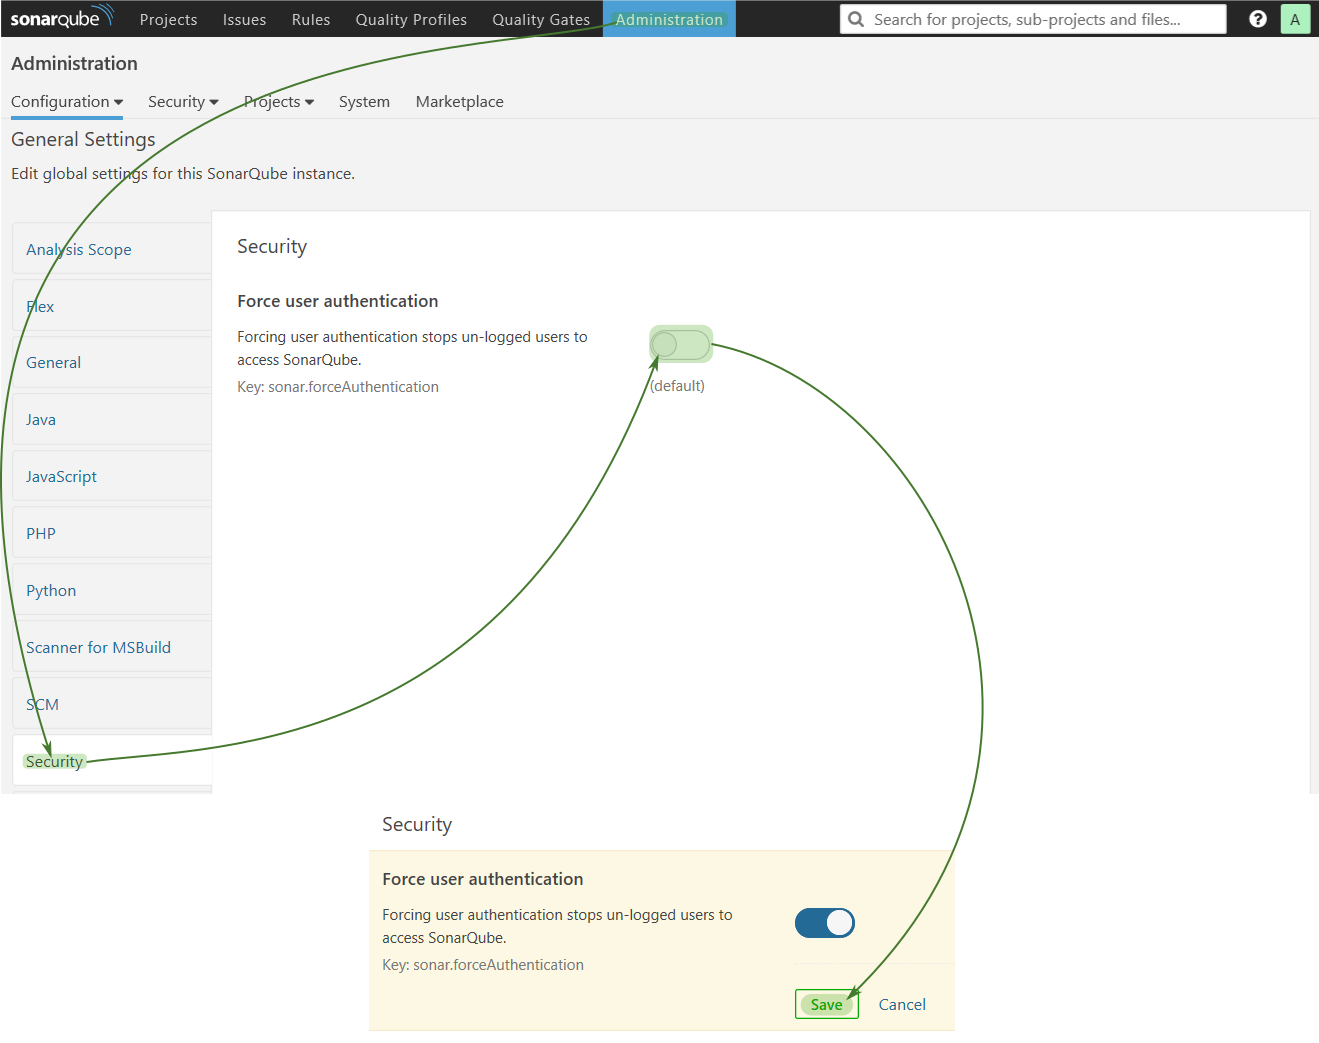 sonarqube Projects Issues Rules Quality Profiles Quality Gates Administration Search for projects, sub-projects and files... ? A
Administration
Configuration Security Projects System Marketplace
General Settings
Edit global settings for this SonarQube instance.
Analysis Scope
Flex
General
Java
JavaScript
PHP
Python
Scanner for MSBuild
SCM
Security
Security
Force user authentication
Forcing user authentication stops un-logged users to
access SonarQube.
Key: sonar.forceAuthentication
(default)
Security
Force user authentication
Forcing user authentication stops un-logged users to
access SonarQube.
Key: sonar.forceAuthentication
Save Cancel